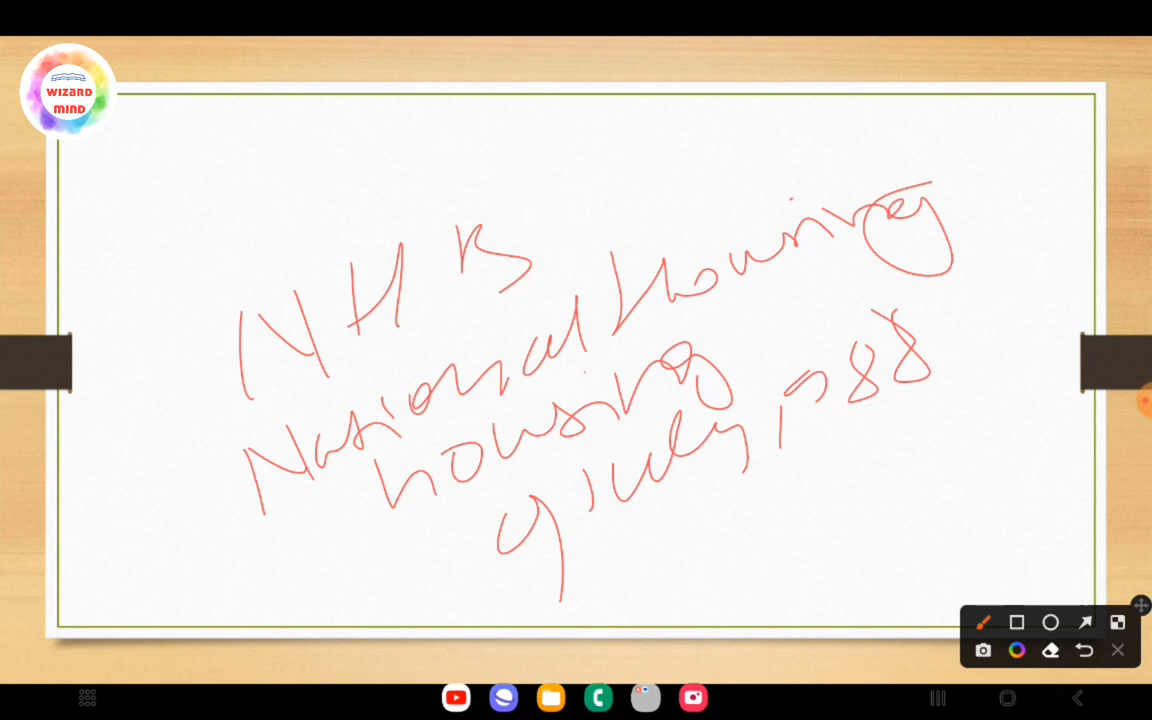 WIZARD
MIND
NHB
National Housing
housing
9 July, 1988